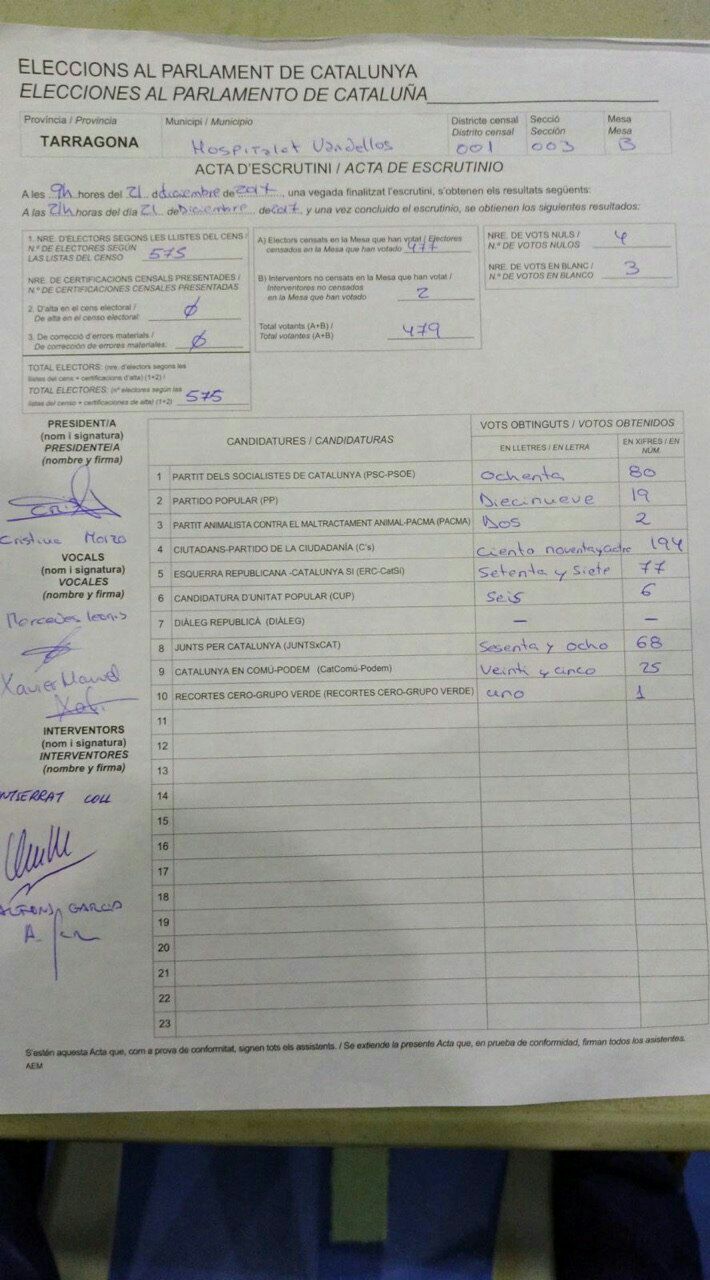 ELECCIONS AL PARLAMENT DE CATALUNYA
ELECCIONES AL PARLAMENTO DE CATALUÑA
Província / Provincia
TARRAGONA
Municipi / Municipio
Hospitalet Vandellos
Districte censal
Distrito censal
001
Secció
Sección
003
Mesa
Mesa
B
ACTA D'ESCRUTINI / ACTA DE ESCRUTINIO
A les 9h hores del 21 d diciembre de 2017, una vegada finalitzat l'escrutini, s'obtenen els resultats següents:
A las 21h horas del día 21 de Diciembre de 2017, y una vez concluido el escrutinio, se obtienen los siguientes resultados:
1. NRE. D'ELECTORS SEGONS LES LLISTES DEL CENS /
N.º DE ELECTORES SEGÚN
LAS LISTAS DEL CENSO 575
NRE. DE CERTIFICACIONS CENSALS PRESENTADES /
N.º DE CERTIFICACIONES CENSALES PRESENTADAS
2. D'alta en el cens electoral /
De alta en el censo electoral: Ø
3. De correcció d'errors materials /
De corrección de errores materiales: Ø
TOTAL ELECTORS: (nre. d'electors segons les
llistes del cens + certificacions d'alta) (1+2) /
TOTAL ELECTORES: (nº electores según las
listas del censo + certificaciones de alta) (1+2) 575
A) Electors censats en la Mesa que han votat / Electores
censados en la Mesa que han votado 477
B) Interventors no censats en la Mesa que han votat /
Interventores no censados
en la Mesa que han votado 2
Total votants (A+B) /
Total votantes (A+B) 479
NRE. DE VOTS NULS /
N.º DE VOTOS NULOS 4
NRE. DE VOTS EN BLANC /
N.º DE VOTOS EN BLANCO 3
PRESIDENT/A
(nom i signatura)
PRESIDENTE/A
(nombre y firma)
Cristina
VOCALS
(nom i signatura)
VOCALES
(nombre y firma)
Mercedes
Xavier Manuel
INTERVENTORS
(nom i signatura)
INTERVENTORES
(nombre y firma)
NTSERRAT COLL
GARCIA
CANDIDATURES / CANDIDATURAS
VOTS OBTINGUTS / VOTOS OBTENIDOS
EN LLETRES / EN LETRA
EN XIFRES / EN NÚM.
1 PARTIT DELS SOCIALISTES DE CATALUNYA (PSC-PSOE) Ochenta 80
2 PARTIDO POPULAR (PP) Diecinueve 19
3 PARTIT ANIMALISTA CONTRA EL MALTRACTAMENT ANIMAL-PACMA (PACMA) Dos 2
4 CIUTADANS-PARTIDO DE LA CIUDADANÍA (C's) Ciento noventaycuatro 194
5 ESQUERRA REPUBLICANA -CATALUNYA SI (ERC-CatSí) Setenta y Siete 77
6 CANDIDATURA D'UNITAT POPULAR (CUP) Seis 6
7 DIÀLEG REPUBLICÀ (DIÀLEG) — —
8 JUNTS PER CATALUNYA (JUNTSxCAT) Sesenta y ocho 68
9 CATALUNYA EN COMÚ-PODEM (CatComú-Podem) Veinti y cinco 25
10 RECORTES CERO-GRUPO VERDE (RECORTES CERO-GRUPO VERDE) uno 1
11
12
13
14
15
16
17
18
19
20
21
22
23
S'estén aquesta Acta que, com a prova de conformitat, signen tots els assistents. / Se extiende la presente Acta que, en prueba de conformidad, firman todos los asistentes.
AEM